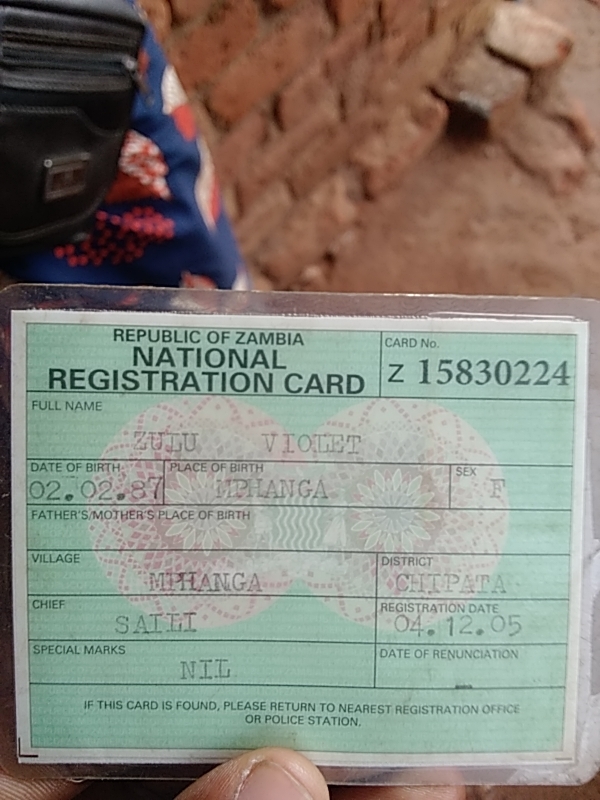 REPUBLIC OF ZAMBIA
NATIONAL
REGISTRATION CARD
CARD No.
Z 15830224
FULL NAME
ZULU VIOLET
DATE OF BIRTH
02.02.87
PLACE OF BIRTH
MPHANGA
SEX
F
FATHER'S/MOTHER'S PLACE OF BIRTH
VILLAGE
MPHANGA
DISTRICT
CHIPATA
CHIEF
SAILI
REGISTRATION DATE
04.12.05
SPECIAL MARKS
NIL
DATE OF RENUNCIATION
IF THIS CARD IS FOUND, PLEASE RETURN TO NEAREST REGISTRATION OFFICE
OR POLICE STATION.